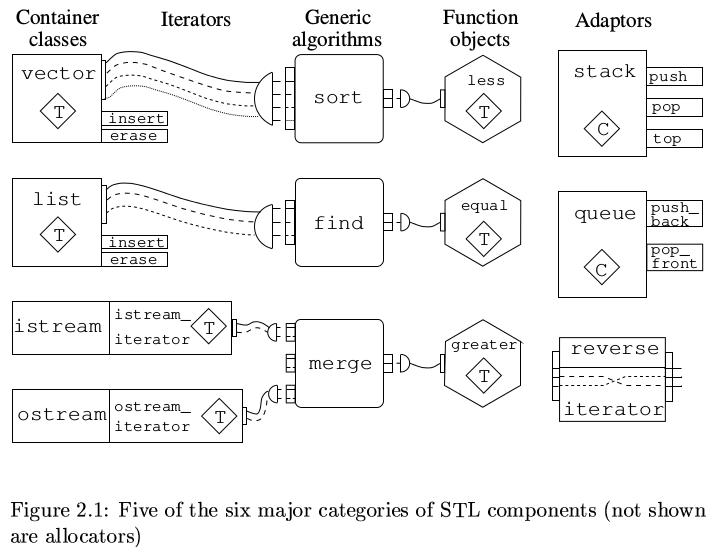 Container classes
Iterators
Generic algorithms
Function objects
Adaptors
vector
T
insert
erase
sort
less
T
stack
C
push
pop
top
list
T
insert
erase
find
equal
T
queue
C
push_
back
pop_
front
istream
istream_
iterator
T
merge
greater
T
reverse
iterator
ostream
ostream_
iterator
T
Figure 2.1: Five of the six major categories of STL components (not shown
are allocators)